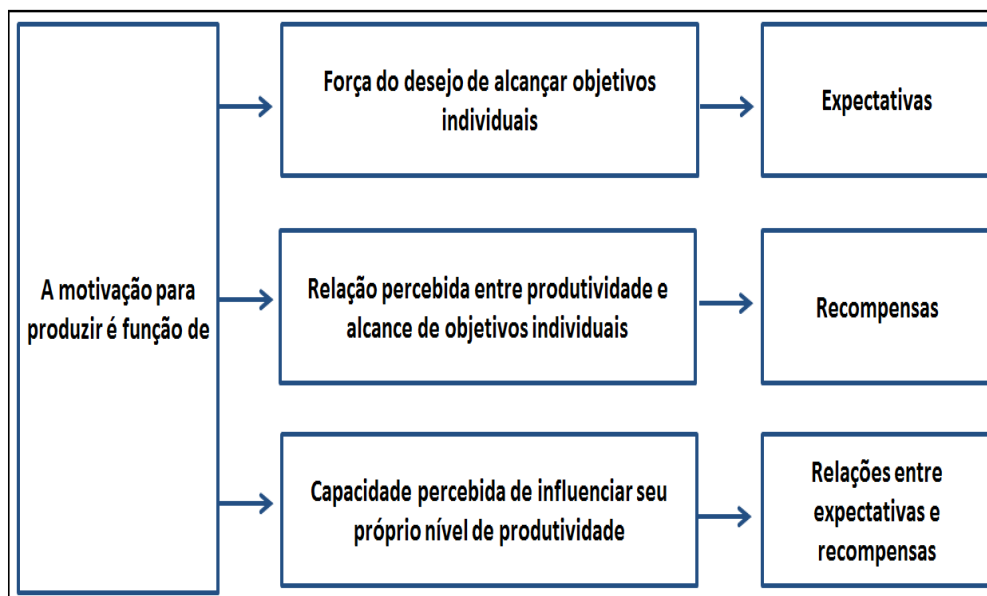 A motivação para
produzir é função de
Força do desejo de alcançar objetivos
individuais
Expectativas
Relação percebida entre produtividade e
alcance de objetivos individuais
Recompensas
Capacidade percebida de influenciar seu
próprio nível de produtividade
Relações entre
expectativas e
recompensas